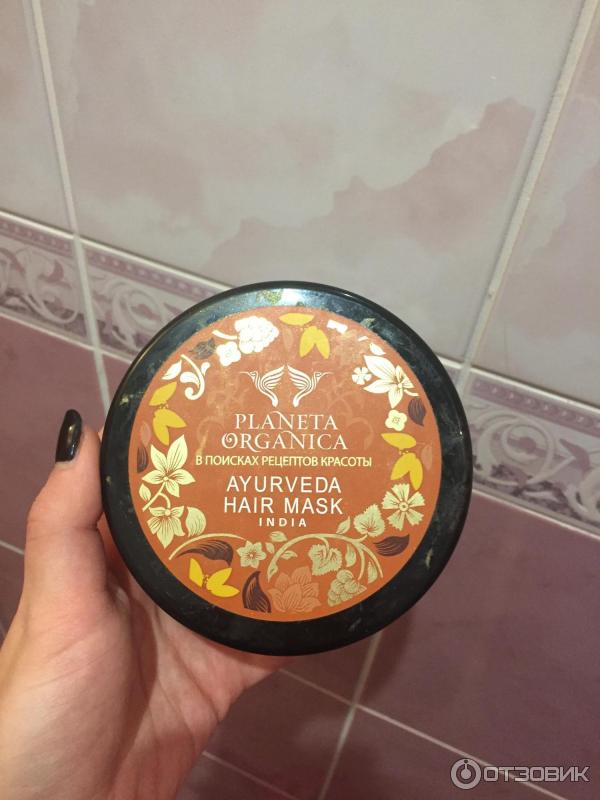 PLANETA
ORGANICA
В ПОИСКАХ РЕЦЕПТОВ КРАСОТЫ
AYURVEDA
HAIR MASK
INDIA
ОТЗОВИК